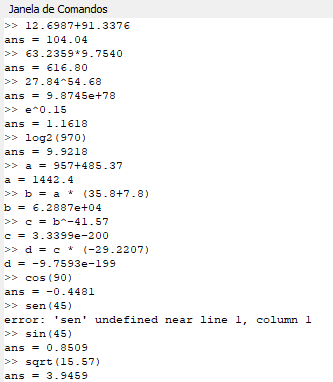 Janela de Comandos
>> 12.6987+91.3376
ans = 104.04
>> 63.2359*9.7540
ans = 616.80
>> 27.84^54.68
ans = 9.8745e+78
>> e^0.15
ans = 1.1618
>> log2(970)
ans = 9.9218
>> a = 957+485.37
a = 1442.4
>> b = a * (35.8+7.8)
b = 6.2887e+04
>> c = b^-41.57
c = 3.3399e-200
>> d = c * (-29.2207)
d = -9.7593e-199
>> cos(90)
ans = -0.4481
>> sen(45)
error: 'sen' undefined near line 1, column 1
>> sin(45)
ans = 0.8509
>> sqrt(15.57)
ans = 3.9459